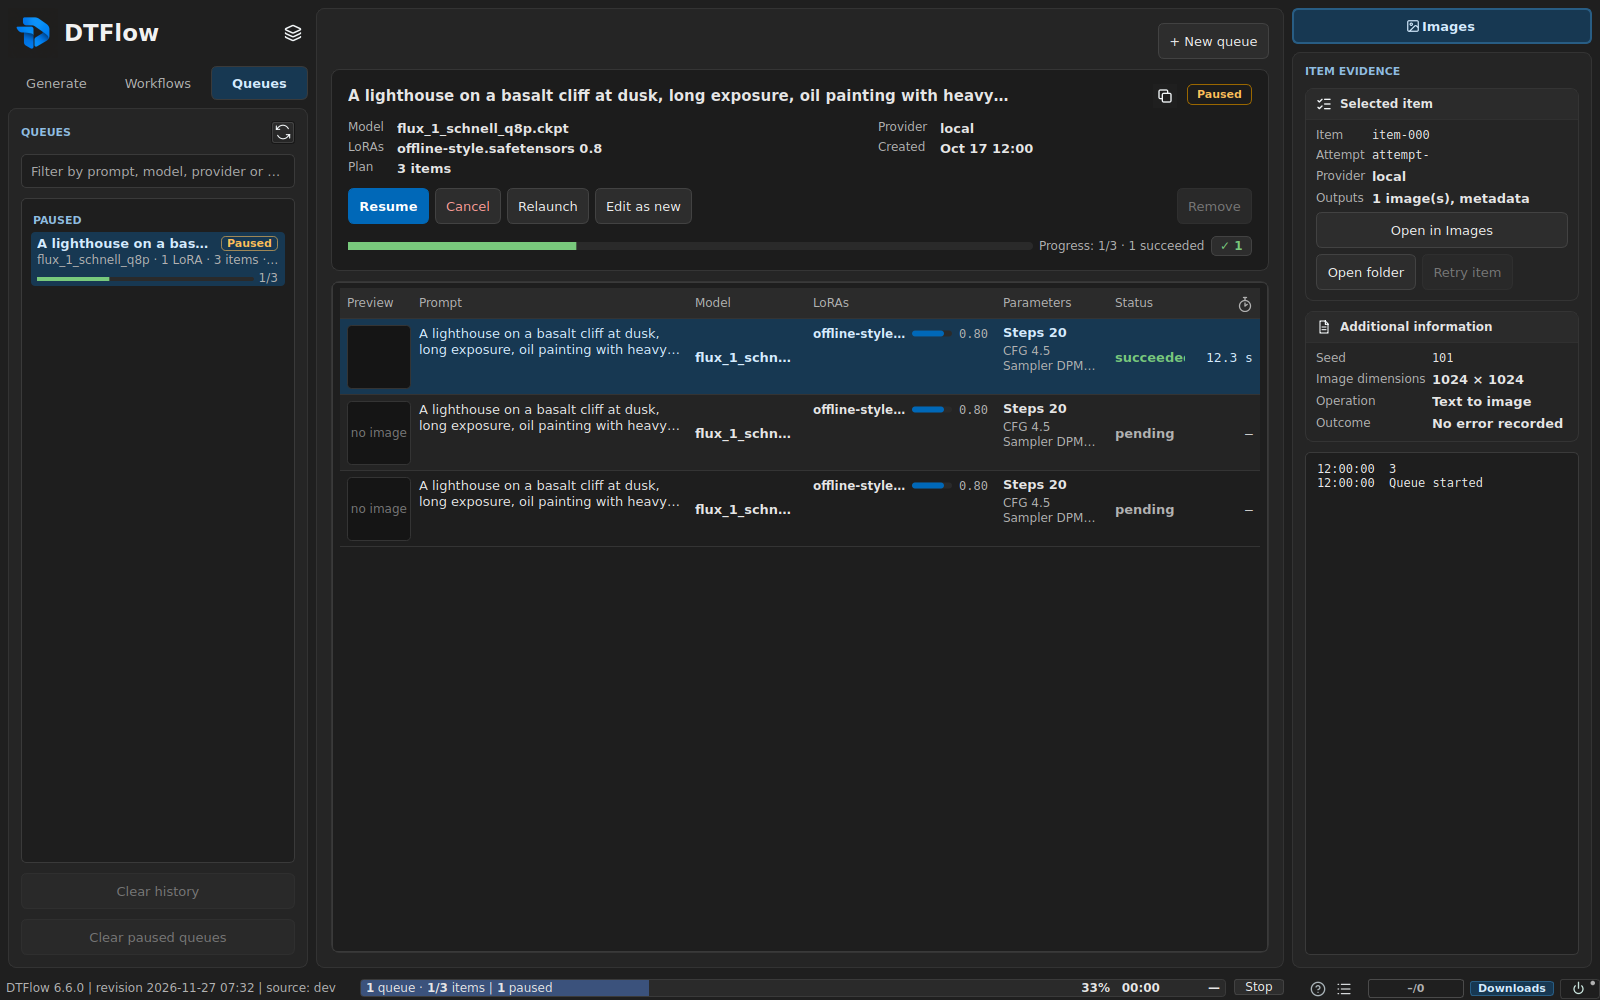 DTFlow
Generate
Workflows
Queues
QUEUES
Filter by prompt, model, provider or ...
PAUSED
A lighthouse on a bas...
Paused
flux_1_schnell_q8p · 1 LoRA · 3 items ·...
1/3
Clear history
Clear paused queues
+ New queue
A lighthouse on a basalt cliff at dusk, long exposure, oil painting with heavy...
Paused
Model flux_1_schnell_q8p.ckpt
Provider local
LoRAs offline-style.safetensors 0.8
Created Oct 17 12:00
Plan 3 items
Resume
Cancel
Relaunch
Edit as new
Remove
Progress: 1/3 · 1 succeeded
✓ 1
Preview Prompt Model LoRAs Parameters Status
A lighthouse on a basalt cliff at dusk,
long exposure, oil painting with heavy...
flux_1_schn...
offline-style... 0.80
Steps 20
CFG 4.5
Sampler DPM...
succeeded
12.3 s
no image
A lighthouse on a basalt cliff at dusk,
long exposure, oil painting with heavy...
flux_1_schn...
offline-style... 0.80
Steps 20
CFG 4.5
Sampler DPM...
pending
—
no image
A lighthouse on a basalt cliff at dusk,
long exposure, oil painting with heavy...
flux_1_schn...
offline-style... 0.80
Steps 20
CFG 4.5
Sampler DPM...
pending
—
Images
ITEM EVIDENCE
Selected item
Item item-000
Attempt attempt-
Provider local
Outputs 1 image(s), metadata
Open in Images
Open folder
Retry item
Additional information
Seed 101
Image dimensions 1024 × 1024
Operation Text to image
Outcome No error recorded
12:00:00 3
12:00:00 Queue started
DTFlow 6.6.0 | revision 2026-11-27 07:32 | source: dev
1 queue · 1/3 items | 1 paused
33% 00:00 —
Stop
-/0
Downloads